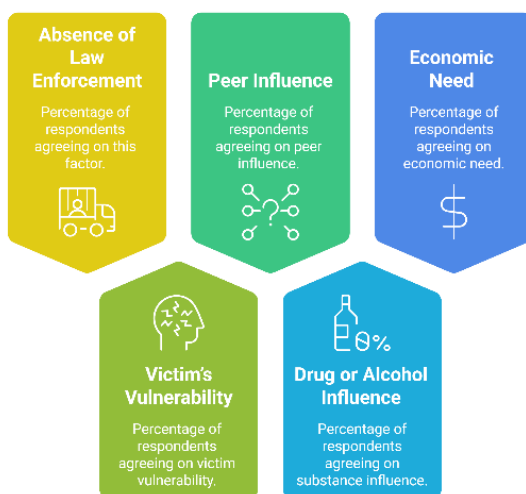 Absence of
Law
Enforcement
Percentage of
respondents
agreeing on this
factor.
Peer Influence
Percentage of
respondents
agreeing on peer
influence.
?
Economic
Need
Percentage of
respondents
agreeing on
economic need.
$
Victim's
Vulnerability
Percentage of
respondents
agreeing on victim
vulnerability.
0%
Drug or Alcohol
Influence
Percentage of
respondents
agreeing on
substance influence.